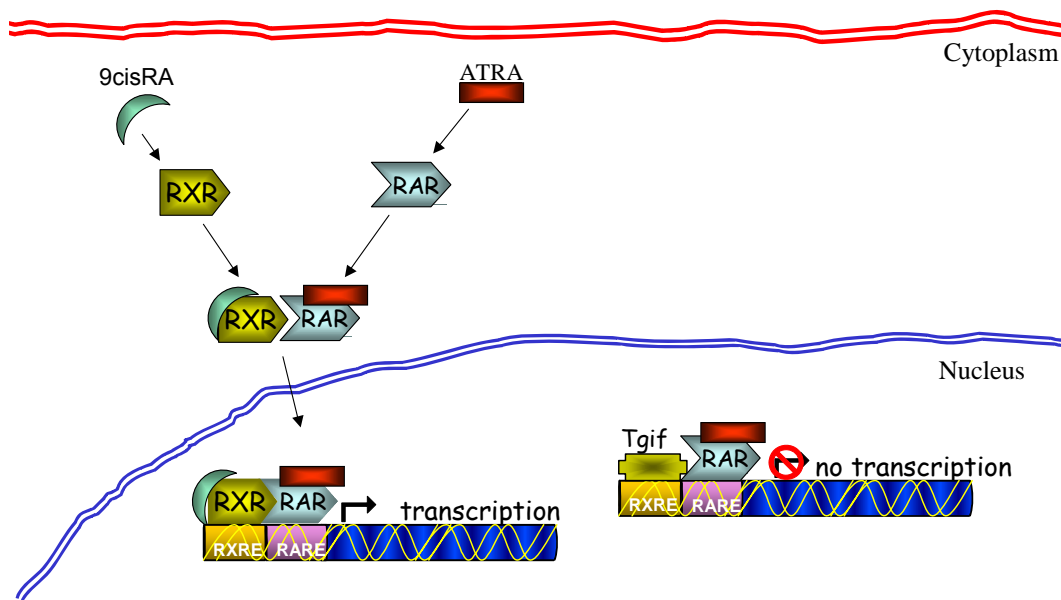 Cytoplasm
9cisRA
ATRA
RXR
RAR
RXR
RAR
Nucleus
Tgif
RAR
no transcription
RXRE
RARE
RXR
RAR
transcription
RXRE
RARE